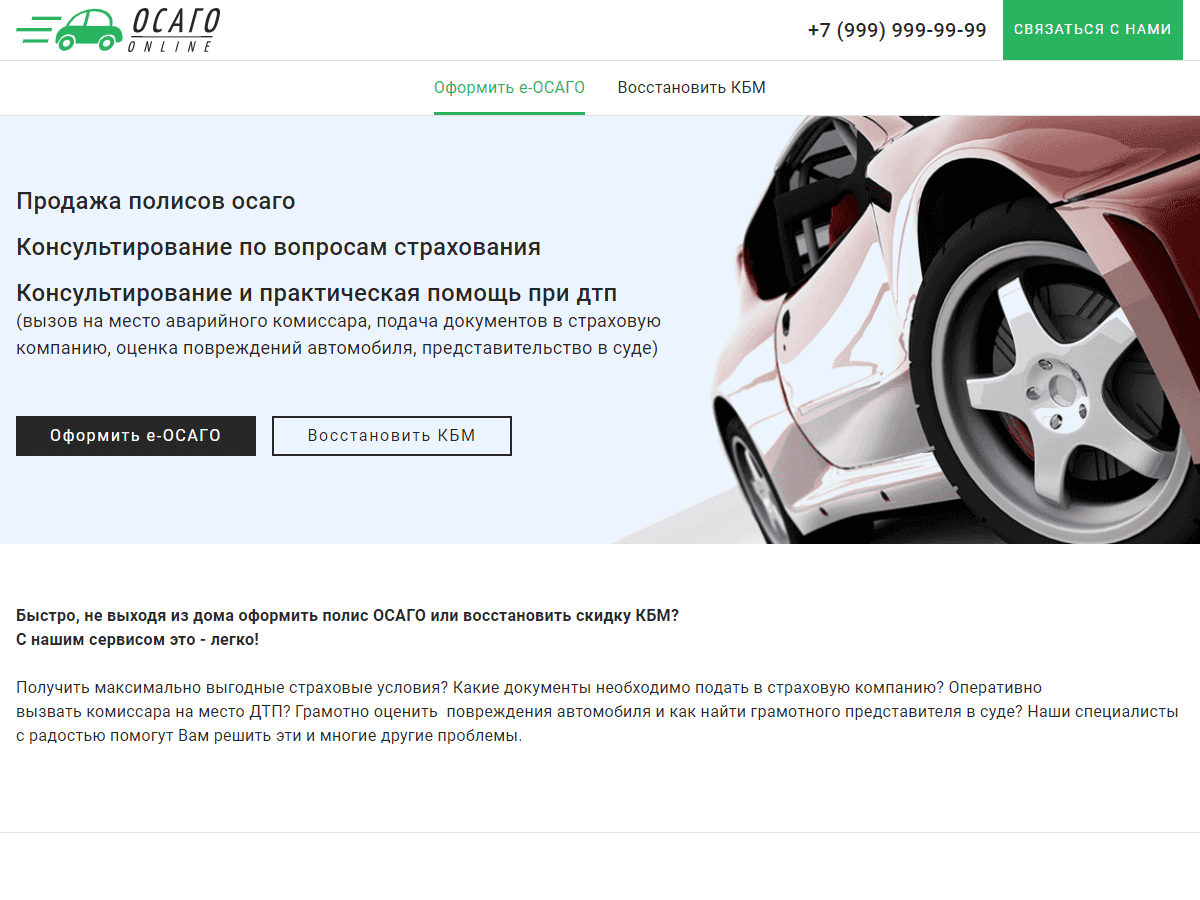 ОСАГО
ONLINE
+7 (999) 999-99-99
СВЯЗАТЬСЯ С НАМИ
Оформить е-ОСАГО
Восстановить КБМ
Продажа полисов осаго
Консультирование по вопросам страхования
Консультирование и практическая помощь при дтп
(вызов на место аварийного комиссара, подача документов в страховую
компанию, оценка повреждений автомобиля, представительство в суде)
Оформить е-ОСАГО
Восстановить КБМ
Быстро, не выходя из дома оформить полис ОСАГО или восстановить скидку КБМ?
С нашим сервисом это - легко!
Получить максимально выгодные страховые условия? Какие документы необходимо подать в страховую компанию? Оперативно
вызвать комиссара на место ДТП? Грамотно оценить  повреждения автомобиля и как найти грамотного представителя в суде? Наши специалисты
с радостью помогут Вам решить эти и многие другие проблемы.